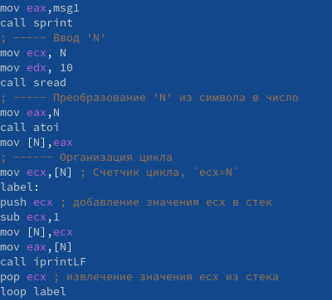 mov eax,msg1
call sprint
; ----- Ввод 'N'
mov ecx, N
mov edx, 10
call sread
; ----- Преобразование 'N' из символа в число
mov eax,N
call atoi
mov [N],eax
; ------ Организация цикла
mov ecx,[N] ; Счетчик цикла, `ecx=N`
label:
push ecx ; добавление значения ecx в стек
sub ecx,1
mov [N],ecx
mov eax,[N]
call iprintLF
pop ecx ; извлечение значения ecx из стека
loop label